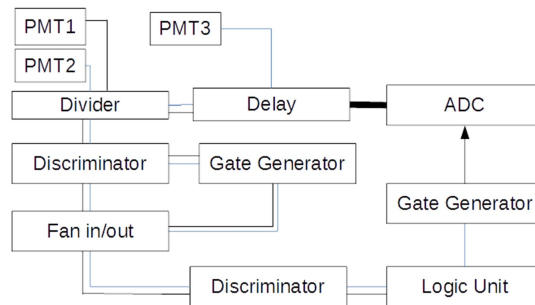 PMT1
PMT3
PMT2
Divider
Delay
ADC
Discriminator
Gate Generator
Gate Generator
Fan in/out
Discriminator
Logic Unit